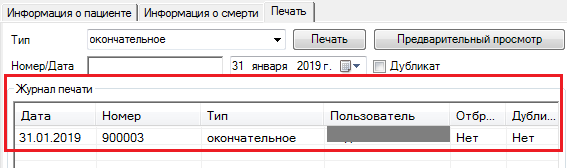 Информация о пациенте Информация о смерти Печать
Тип окончательное Печать Предварительный просмотр
Номер/Дата 31 января 2019 г. Дубликат
Журнал печати
Дата Номер Тип Пользователь Отбр... Дубли...
31.01.2019 900003 окончательное Нет Нет